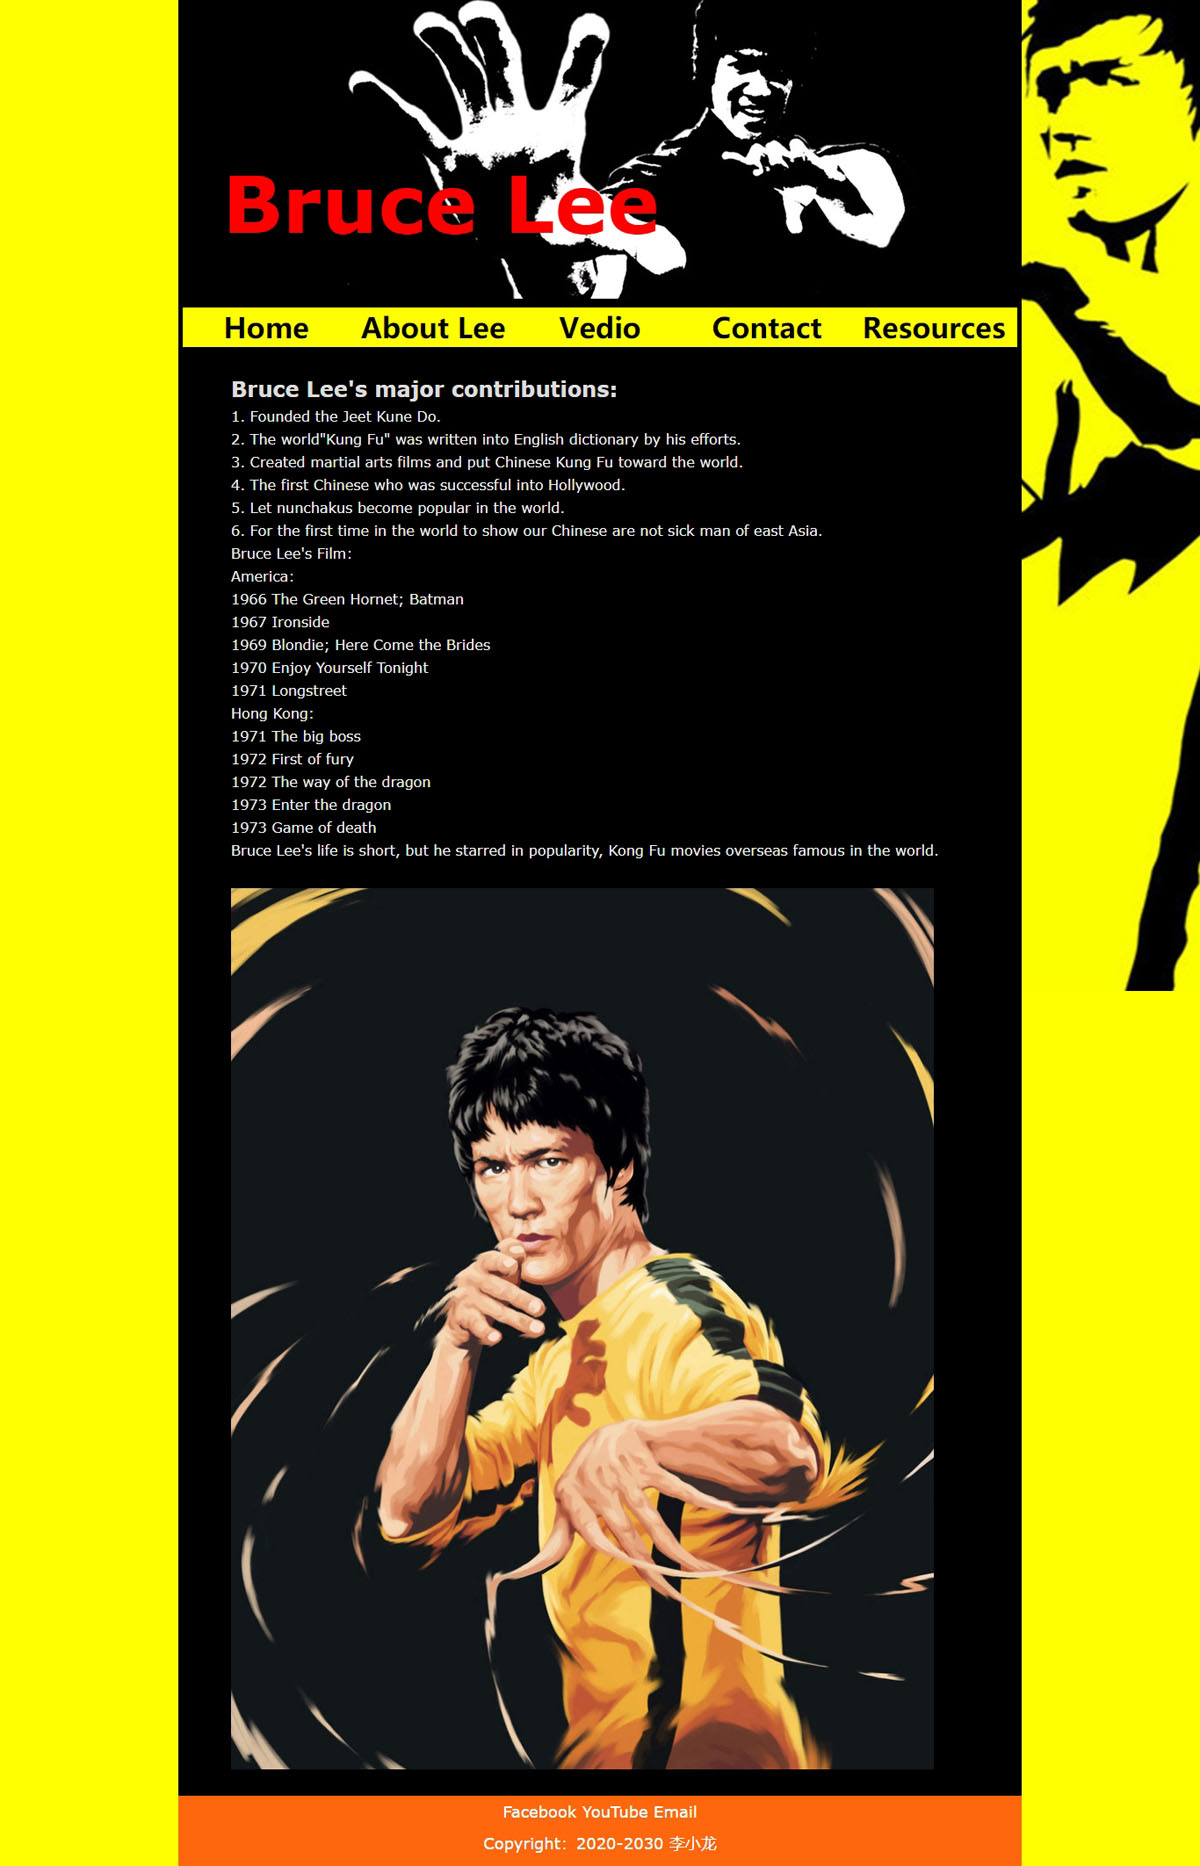 Bruce Lee
Home About Lee Vedio Contact Resources
Bruce Lee's major contributions:
1. Founded the Jeet Kune Do.
2. The world"Kung Fu" was written into English dictionary by his efforts.
3. Created martial arts films and put Chinese Kung Fu toward the world.
4. The first Chinese who was successful into Hollywood.
5. Let nunchakus become popular in the world.
6. For the first time in the world to show our Chinese are not sick man of east Asia.
Bruce Lee's Film:
America:
1966 The Green Hornet; Batman
1967 Ironside
1969 Blondie; Here Come the Brides
1970 Enjoy Yourself Tonight
1971 Longstreet
Hong Kong:
1971 The big boss
1972 First of fury
1972 The way of the dragon
1973 Enter the dragon
1973 Game of death
Bruce Lee's life is short, but he starred in popularity, Kong Fu movies overseas famous in the world.
Facebook YouTube Email
Copyright：2020-2030 李小龙